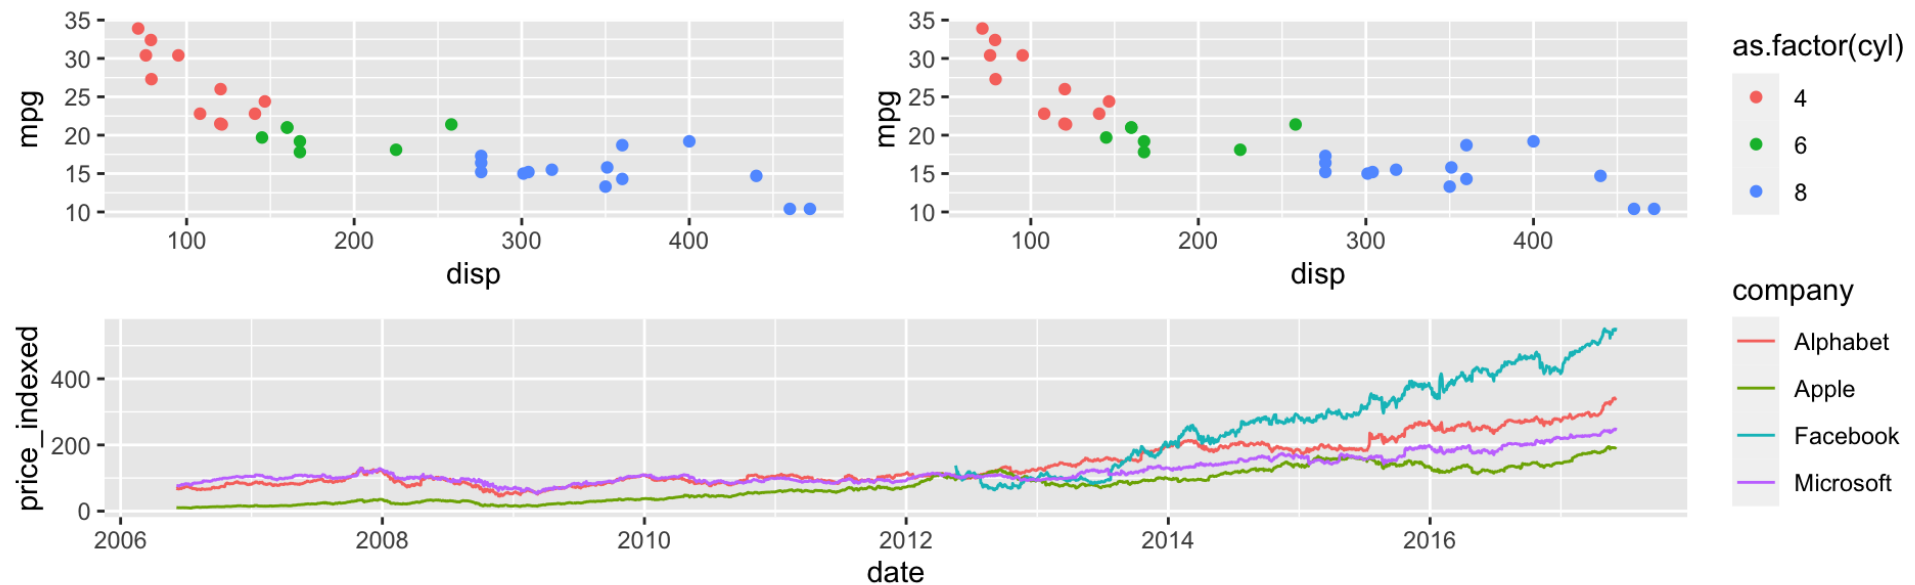 mpg
35
30
25
20
15
10
100 200 300 400
disp
mpg
35
30
25
20
15
10
100 200 300 400
disp
as.factor(cyl)
4
6
8
price_indexed
400
200
0
2006 2008 2010 2012 2014 2016
date
company
Alphabet
Apple
Facebook
Microsoft